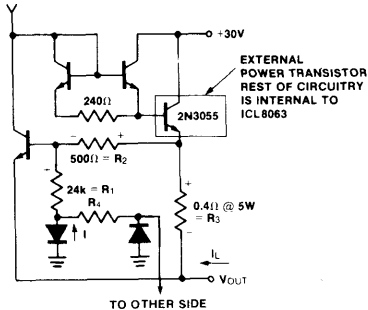 +30V
EXTERNAL
POWER TRANSISTOR
REST OF CIRCUITRY
IS INTERNAL TO
ICL8063
2N3055
240Ω
500Ω = R2
24k = R1
R4
0.4Ω @ 5W
= R3
I
IL
VOUT
TO OTHER SIDE